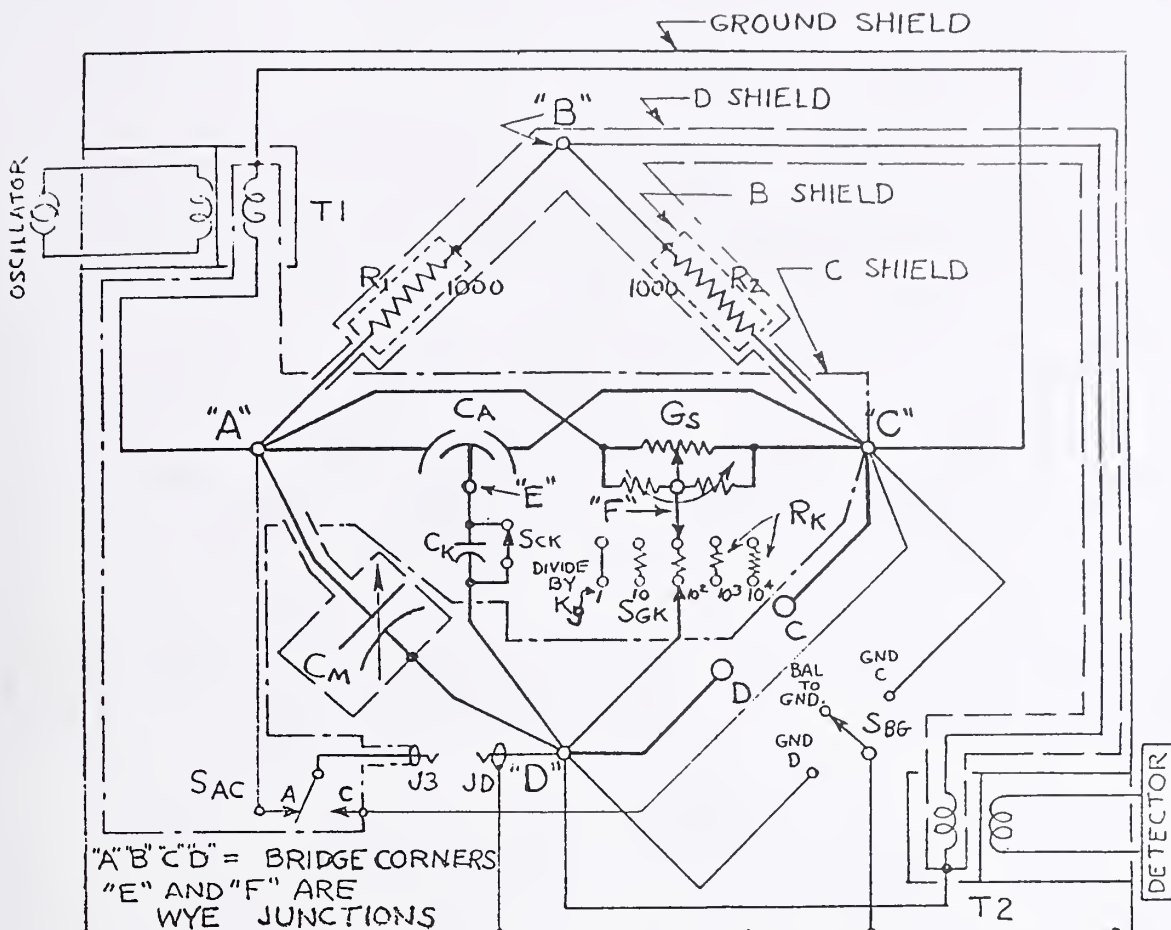 GROUND SHIELD
D SHIELD
"B"
OSCILLATOR
T1
B SHIELD
R1
1000
1000
R2
C SHIELD
"A"
CA
GS
"C"
"E"
"F"
RK
CK
SCK
DIVIDE
BY
K
1
10
10²
10³
10⁴
SGK
CM
C
D
GND
C
BAL
TO
GND.
SBG
GND
D
SAC
A
C
J3
JD
"D"
DETECTOR
T2
"A" "B" "C" "D" = BRIDGE CORNERS
"E" AND "F" ARE
WYE JUNCTIONS